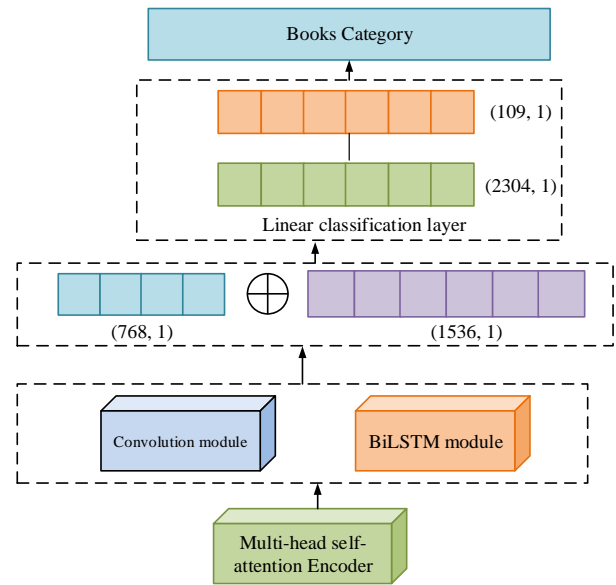 Books Category
(109, 1)
(2304, 1)
Linear classification layer
(768, 1)
(1536, 1)
Convolution module
BiLSTM module
Multi-head self-
attention Encoder